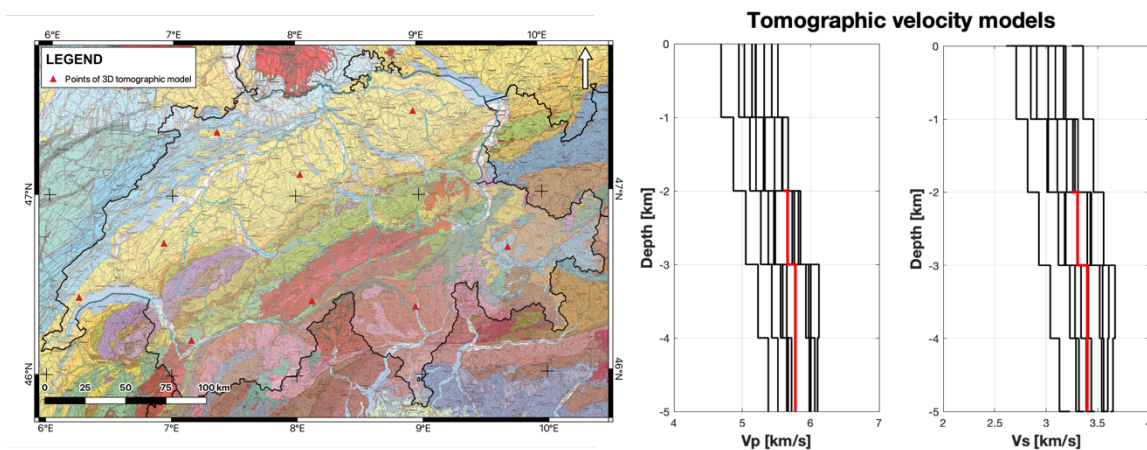 Tomographic velocity models
6°E
7°E
8°E
9°E
10°E
LEGEND
Points of 3D tomographic model
47°N
47°N
46°N
46°N
0
25
50
75
100 km
6°E
7°E
8°E
9°E
10°E
0
-1
-2
-3
-4
-5
Depth [km]
4
5
6
7
Vp [km/s]
0
-1
-2
-3
-4
-5
Depth [km]
2
2.5
3
3.5
4
Vs [km/s]